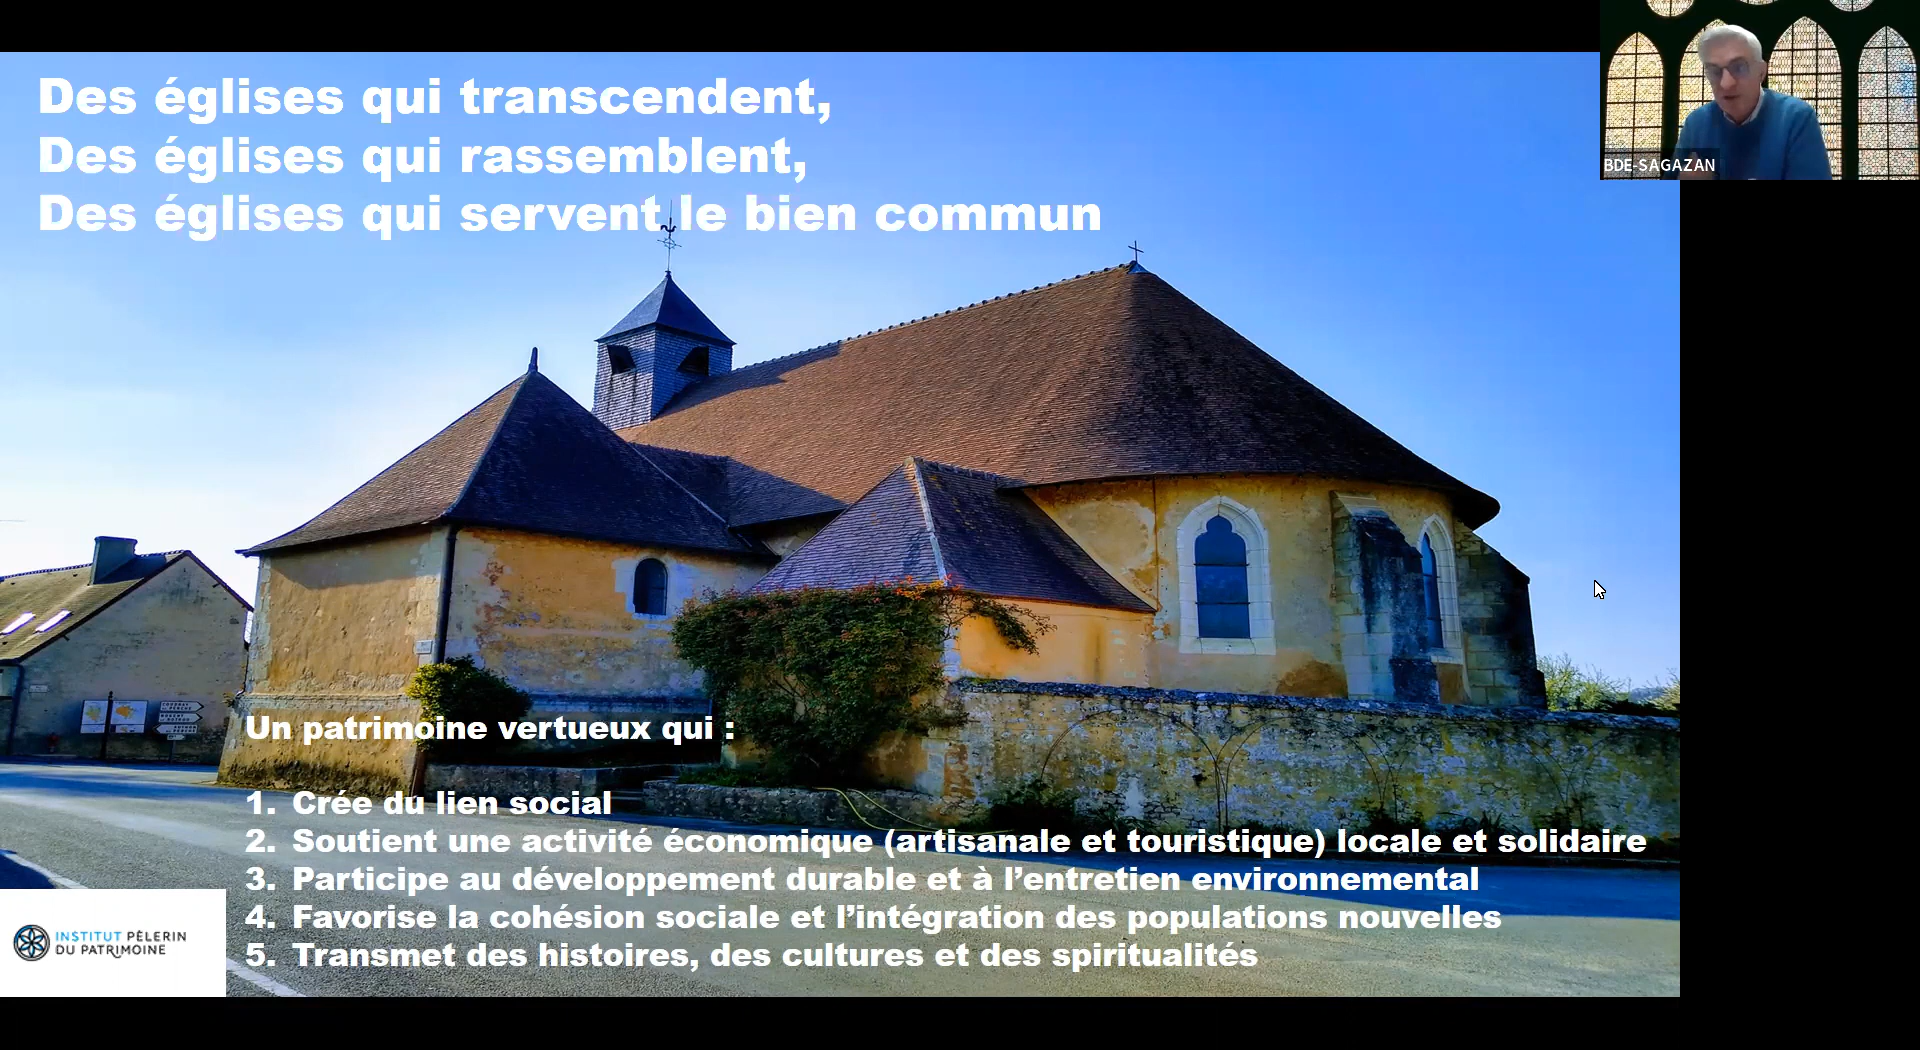 Des églises qui transcendent,
Des églises qui rassemblent,
Des églises qui servent le bien commun
BDE-SAGAZAN
Un patrimoine vertueux qui :
1. Crée du lien social
2. Soutient une activité économique (artisanale et touristique) locale et solidaire
3. Participe au développement durable et à l’entretien environnemental
4. Favorise la cohésion sociale et l’intégration des populations nouvelles
5. Transmet des histoires, des cultures et des spiritualités
INSTITUT PÈLERIN
DU PATRIMOINE